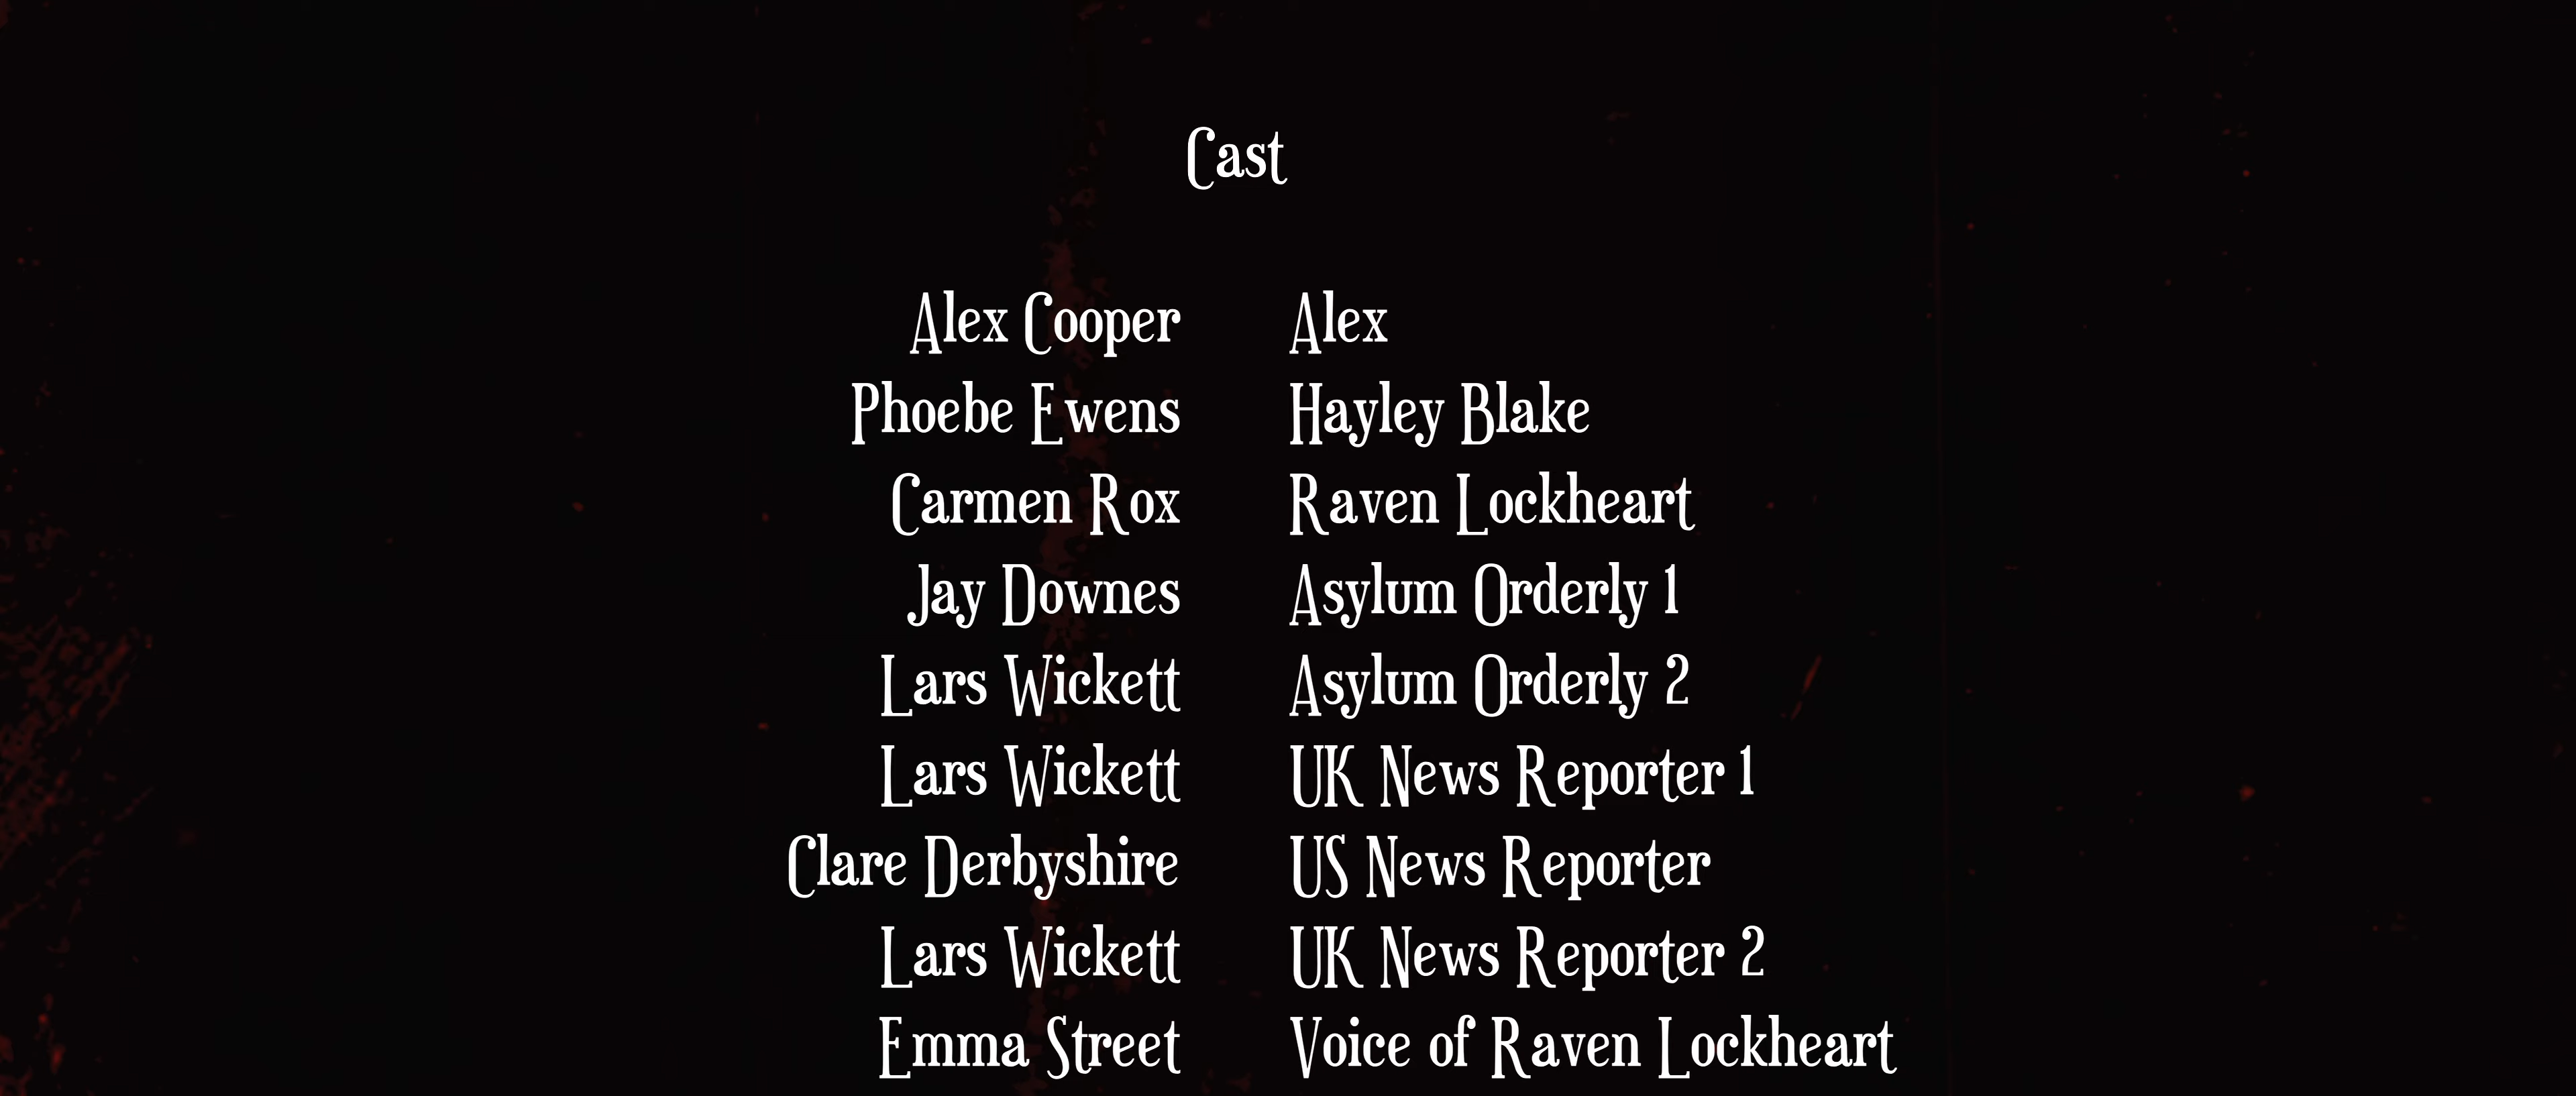 Cast
Alex Cooper Alex
Phoebe Ewens Hayley Blake
Carmen Rox Raven Lockheart
Jay Downes Asylum Orderly 1
Lars Wickett Asylum Orderly 2
Lars Wickett UK News Reporter 1
Clare Derbyshire US News Reporter
Lars Wickett UK News Reporter 2
Emma Street Voice of Raven Lockheart